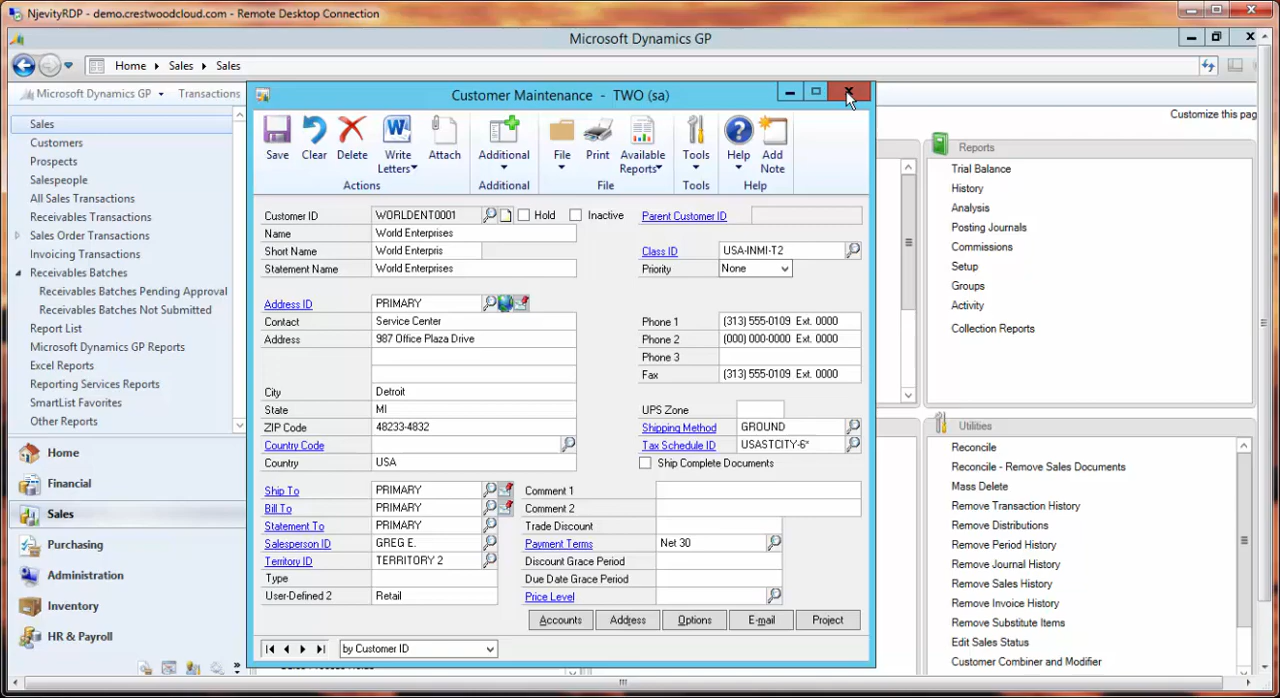 NjevityRDP - demo.crestwoodcloud.com - Remote Desktop Connection
Microsoft Dynamics GP
Home Sales Sales
Microsoft Dynamics GP Transactions
Customize this pag
Sales
Customers
Prospects
Salespeople
All Sales Transactions
Receivables Transactions
Sales Order Transactions
Invoicing Transactions
Receivables Batches
Receivables Batches Pending Approval
Receivables Batches Not Submitted
Report List
Microsoft Dynamics GP Reports
Excel Reports
Reporting Services Reports
SmartList Favorites
Other Reports
Home
Financial
Sales
Purchasing
Administration
Inventory
HR & Payroll
Customer Maintenance - TWO (sa)
Save Clear Delete Write Letters Attach Additional File Print Available Reports Tools Help Add Note
Actions Additional File Tools Help
Customer ID WORLDENT0001 Hold Inactive Parent Customer ID
Name World Enterprises
Short Name World Enterpris Class ID USA-INMI-T2
Statement Name World Enterprises Priority None
Address ID PRIMARY
Contact Service Center Phone 1 (313) 555-0109 Ext. 0000
Address 987 Office Plaza Drive Phone 2 (000) 000-0000 Ext. 0000
Phone 3
Fax (313) 555-0109 Ext. 0000
City Detroit
State MI UPS Zone
ZIP Code 48233-4832 Shipping Method GROUND
Country Code Tax Schedule ID USASTCITY-6*
Country USA Ship Complete Documents
Ship To PRIMARY Comment 1
Bill To PRIMARY Comment 2
Statement To PRIMARY Trade Discount
Salesperson ID GREG E. Payment Terms Net 30
Territory ID TERRITORY 2 Discount Grace Period
Type Due Date Grace Period
User-Defined 2 Retail Price Level
Accounts Address Options E-mail Project
by Customer ID
Reports
Trial Balance
History
Analysis
Posting Journals
Commissions
Setup
Groups
Activity
Collection Reports
Utilities
Reconcile
Reconcile - Remove Sales Documents
Mass Delete
Remove Transaction History
Remove Distributions
Remove Period History
Remove Journal History
Remove Sales History
Remove Invoice History
Remove Substitute Items
Edit Sales Status
Customer Combiner and Modifier